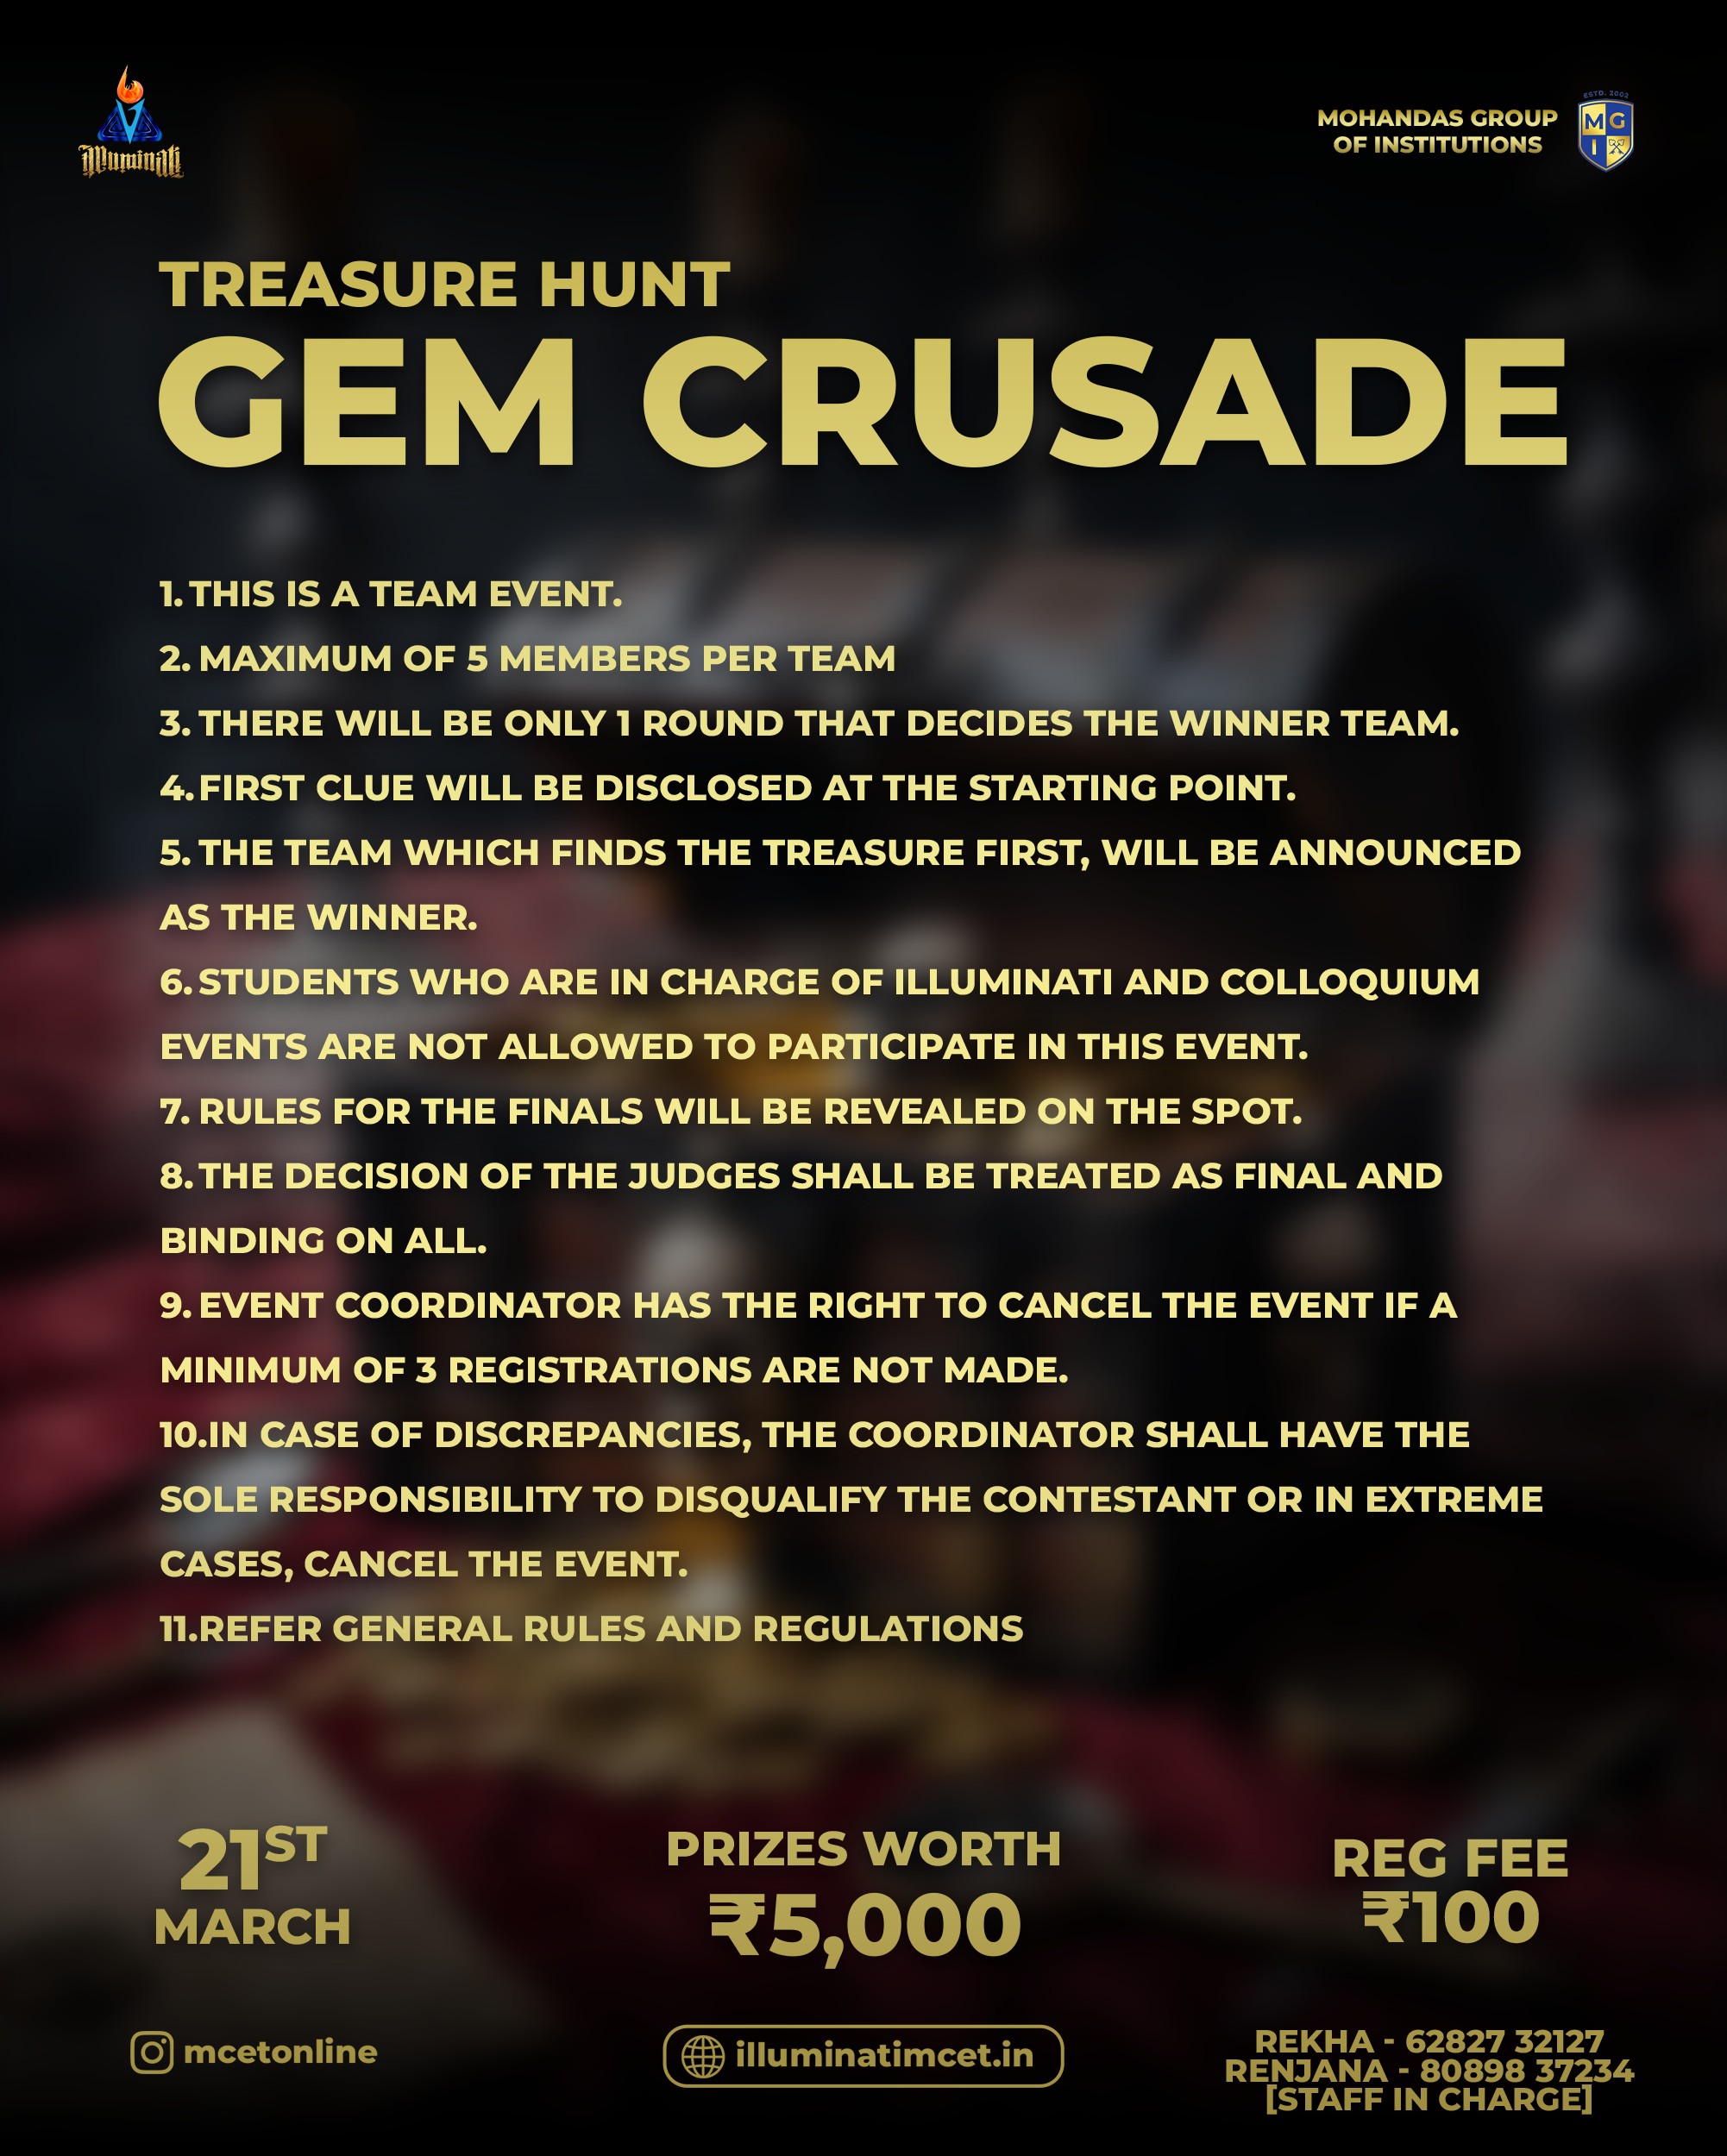 Illuminati
MOHANDAS GROUP
OF INSTITUTIONS
ESTD. 2002
M G
I
TREASURE HUNT
GEM CRUSADE
1. THIS IS A TEAM EVENT.
2. MAXIMUM OF 5 MEMBERS PER TEAM
3. THERE WILL BE ONLY 1 ROUND THAT DECIDES THE WINNER TEAM.
4. FIRST CLUE WILL BE DISCLOSED AT THE STARTING POINT.
5. THE TEAM WHICH FINDS THE TREASURE FIRST, WILL BE ANNOUNCED
AS THE WINNER.
6. STUDENTS WHO ARE IN CHARGE OF ILLUMINATI AND COLLOQUIUM
EVENTS ARE NOT ALLOWED TO PARTICIPATE IN THIS EVENT.
7. RULES FOR THE FINALS WILL BE REVEALED ON THE SPOT.
8. THE DECISION OF THE JUDGES SHALL BE TREATED AS FINAL AND
BINDING ON ALL.
9. EVENT COORDINATOR HAS THE RIGHT TO CANCEL THE EVENT IF A
MINIMUM OF 3 REGISTRATIONS ARE NOT MADE.
10.IN CASE OF DISCREPANCIES, THE COORDINATOR SHALL HAVE THE
SOLE RESPONSIBILITY TO DISQUALIFY THE CONTESTANT OR IN EXTREME
CASES, CANCEL THE EVENT.
11.REFER GENERAL RULES AND REGULATIONS
21ST
MARCH
PRIZES WORTH
₹5,000
REG FEE
₹100
mcetonline
illuminatimcet.in
REKHA - 62827 32127
RENJANA - 80898 37234
[STAFF IN CHARGE]